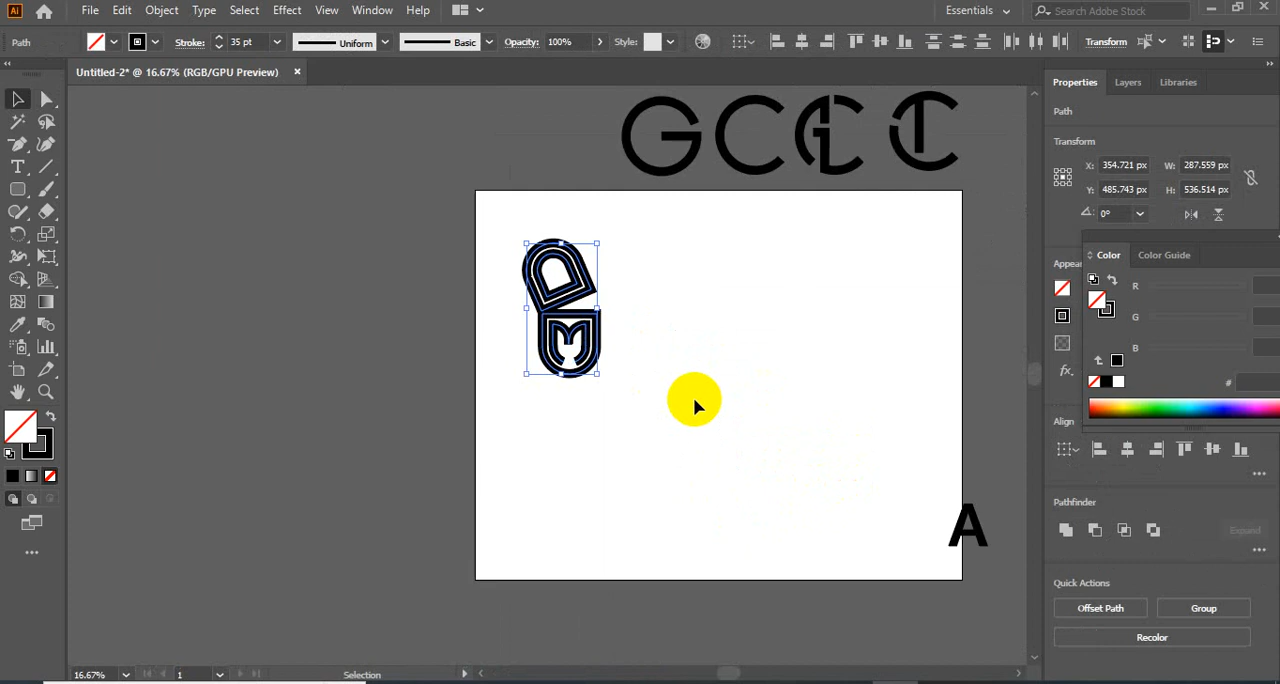 Ai File Edit Object Type Select Effect View Window Help Essentials Search Adobe Stock
Path Stroke: 35 pt Uniform Basic Opacity: 100% Style: Transform
Untitled-2* @ 16.67% (RGB/GPU Preview)
Properties Layers Libraries
Path
Transform
X: 354.721 px W: 287.559 px
Y: 485.743 px H: 536.514 px
0°
G C
Appea
Color Color Guide
R
G
B
#
fx
Align
Pathfinder
Expand
A
Quick Actions
Offset Path Group
Recolor
16.67% 1 Selection